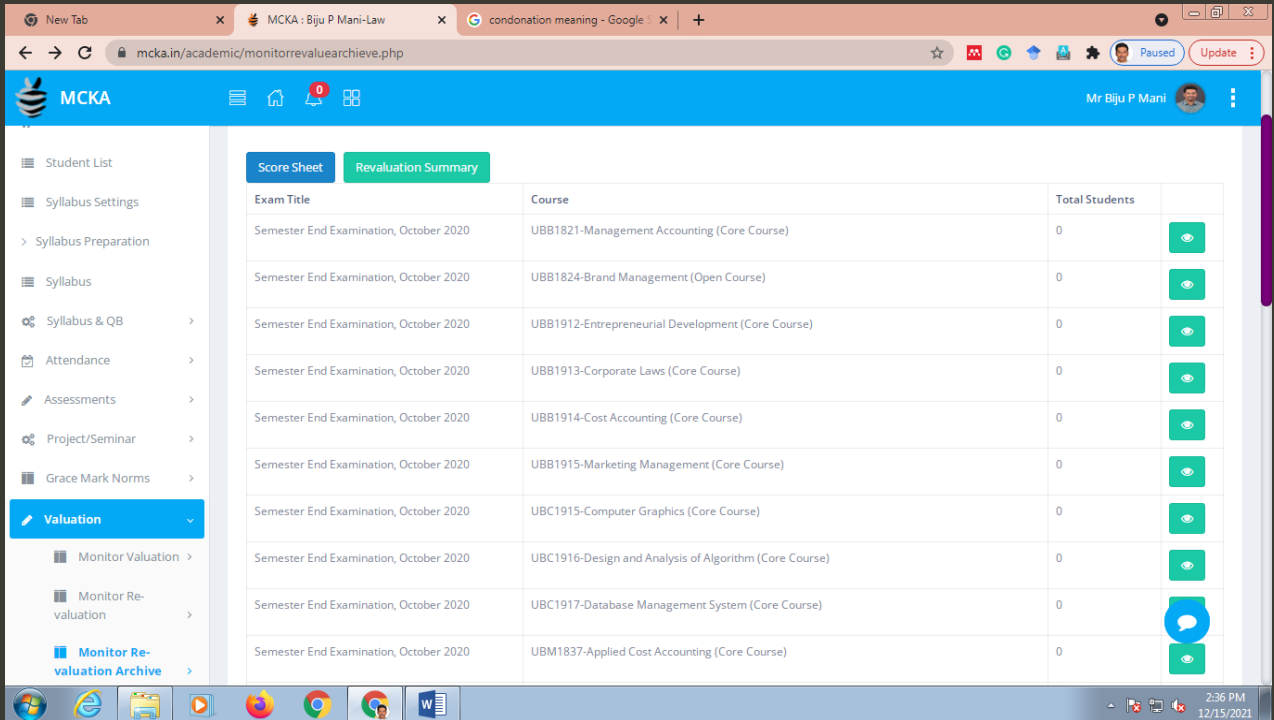 New Tab
MCKA : Biju P Mani-Law
condonation meaning - Google
mcka.in/academic/monitorrevaluearchieve.php
Paused
Update
MCKA
0
Mr Biju P Mani
Student List
Syllabus Settings
Syllabus Preparation
Syllabus
Syllabus & QB
Attendance
Assessments
Project/Seminar
Grace Mark Norms
Valuation
Monitor Valuation
Monitor Re-
valuation
Monitor Re-
valuation Archive
Score Sheet
Revaluation Summary
Exam Title Course Total Students
Semester End Examination, October 2020 UBB1821-Management Accounting (Core Course) 0
Semester End Examination, October 2020 UBB1824-Brand Management (Open Course) 0
Semester End Examination, October 2020 UBB1912-Entrepreneurial Development (Core Course) 0
Semester End Examination, October 2020 UBB1913-Corporate Laws (Core Course) 0
Semester End Examination, October 2020 UBB1914-Cost Accounting (Core Course) 0
Semester End Examination, October 2020 UBB1915-Marketing Management (Core Course) 0
Semester End Examination, October 2020 UBC1915-Computer Graphics (Core Course) 0
Semester End Examination, October 2020 UBC1916-Design and Analysis of Algorithm (Core Course) 0
Semester End Examination, October 2020 UBC1917-Database Management System (Core Course) 0
Semester End Examination, October 2020 UBM1837-Applied Cost Accounting (Core Course) 0
2:36 PM
12/15/2021